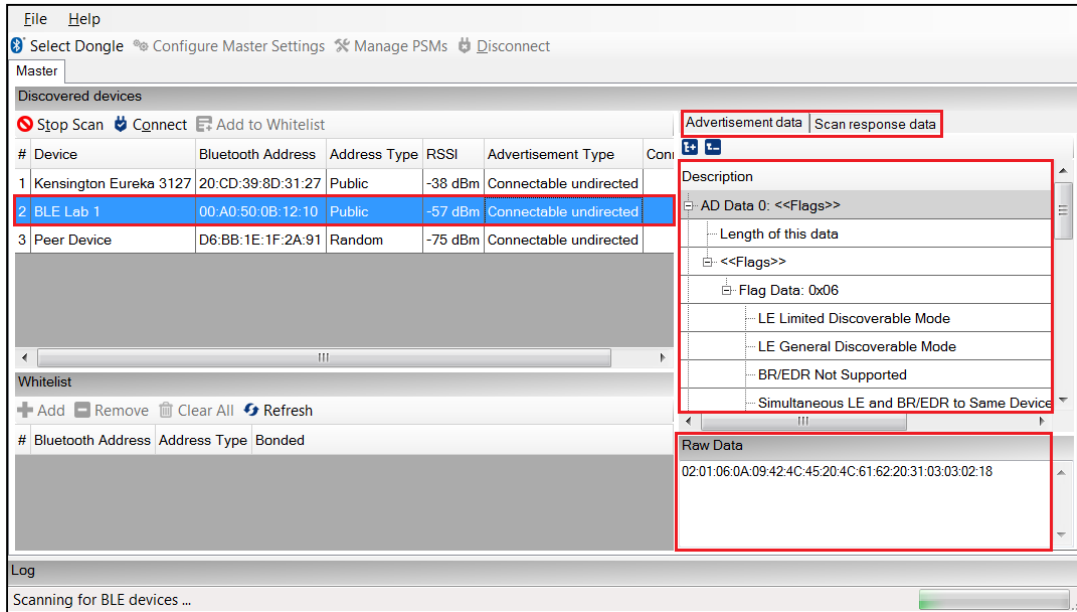 File Help
Select Dongle Configure Master Settings Manage PSMs Disconnect
Master
Discovered devices
Stop Scan Connect Add to Whitelist
# Device Bluetooth Address Address Type RSSI Advertisement Type
1 Kensington Eureka 3127 20:CD:39:8D:31:27 Public -38 dBm Connectable undirected
2 BLE Lab 1 00:A0:50:0B:12:10 Public -57 dBm Connectable undirected
3 Peer Device D6:BB:1E:1F:2A:91 Random -75 dBm Connectable undirected
Whitelist
Add Remove Clear All Refresh
# Bluetooth Address Address Type Bonded
Advertisement data Scan response data
Description
AD Data 0: <<Flags>>
Length of this data
<<Flags>>
Flag Data: 0x06
LE Limited Discoverable Mode
LE General Discoverable Mode
BR/EDR Not Supported
Simultaneous LE and BR/EDR to Same Device
Raw Data
02:01:06:0A:09:42:4C:45:20:4C:61:62:20:31:03:03:02:18
Log
Scanning for BLE devices ...